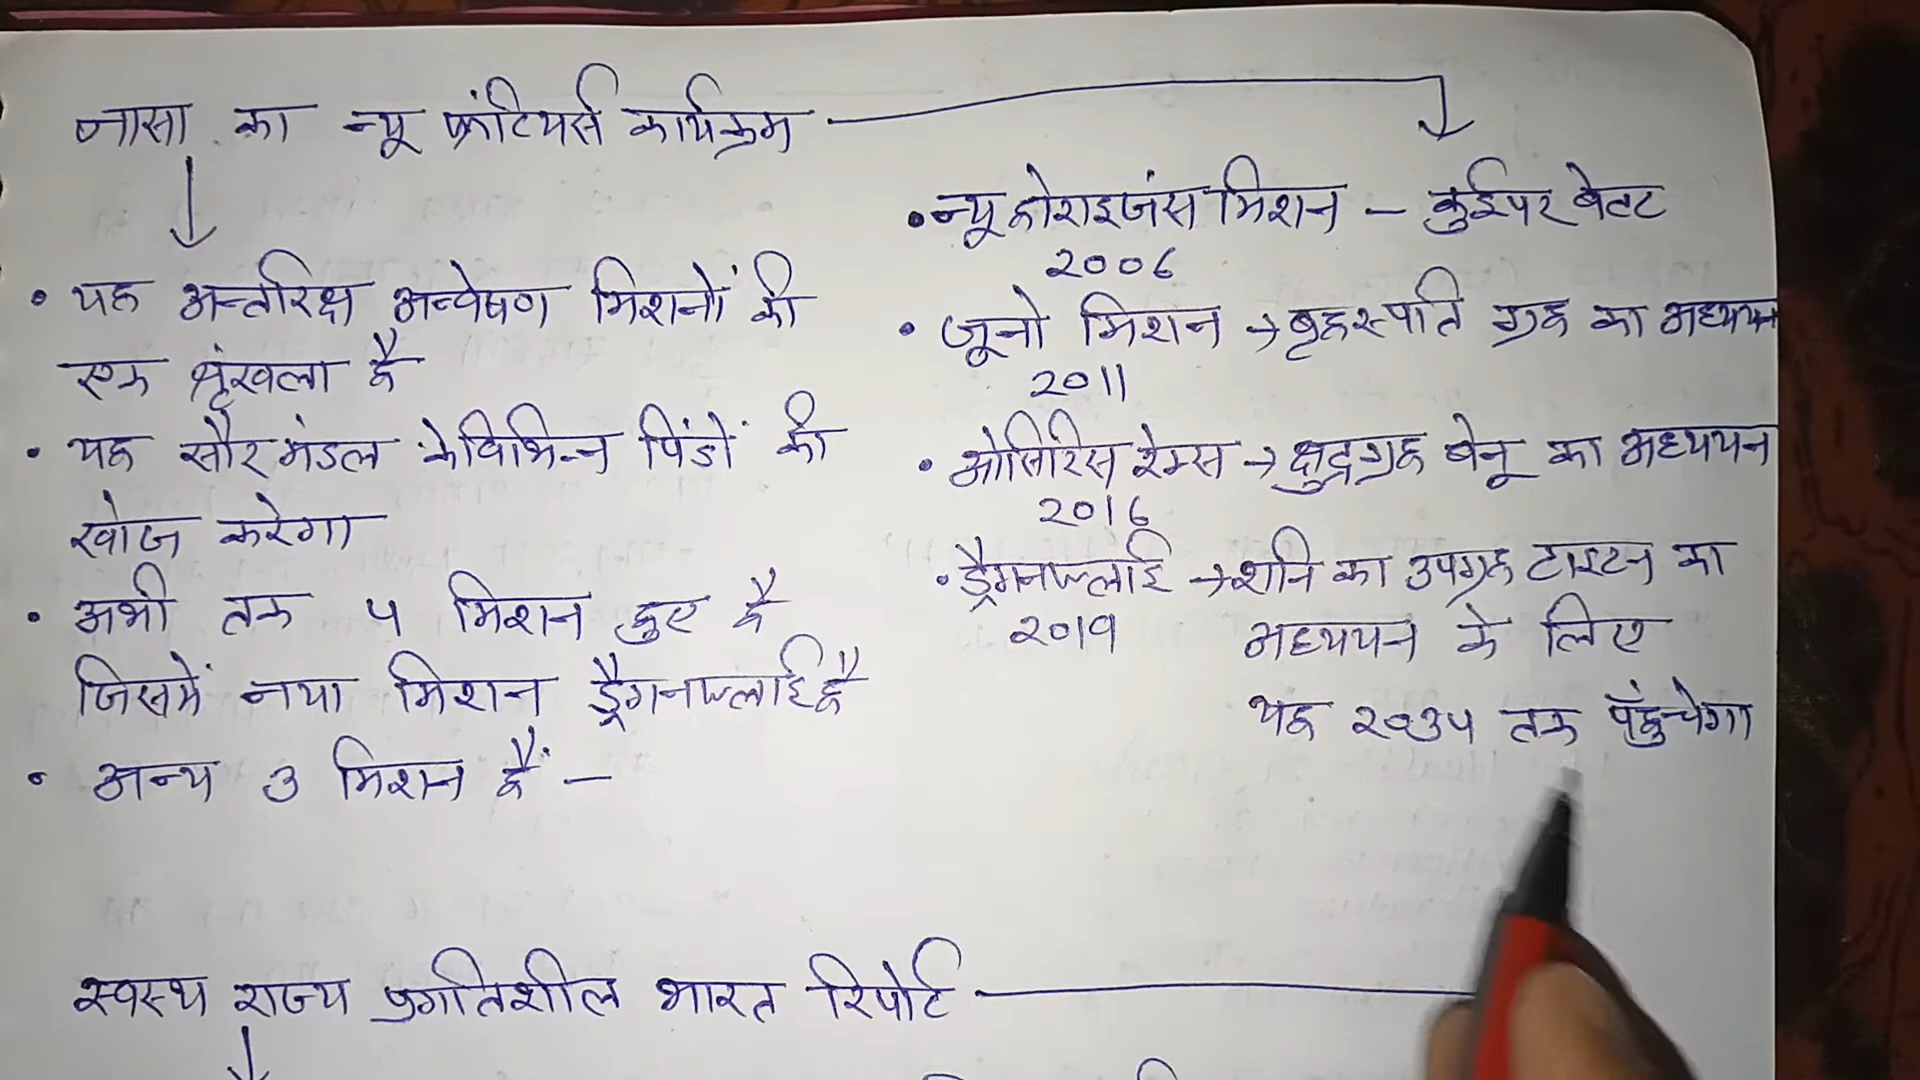 नासा का न्यू फ्रंटियर्स कार्यक्रम
यह अन्तरिक्ष अन्वेषण मिशनों की
एक श्रृंखला है
• यह सौरमंडल के विभिन्न पिंडों की
खोज करेगा
• अभी तक 4 मिशन हुए है
जिसमें नया मिशन ड्रैगनफ्लाई है
• अन्य 3 मिशन हैं –
• न्यू होराइजंस मिशन – कुईपर बेल्ट
2006
• जूनो मिशन → बृहस्पति ग्रह का अध्ययन
2011
• ओसिरिस रेम्स → क्षुद्रग्रह बेनू का अध्ययन
2016
• ड्रैगनफ्लाई → शनि का उपग्रह टाइटन का
2019 अध्ययन के लिए
यह 2034 तक पहुंचेगा
स्वस्थ राज्य प्रगतिशील भारत रिपोर्ट